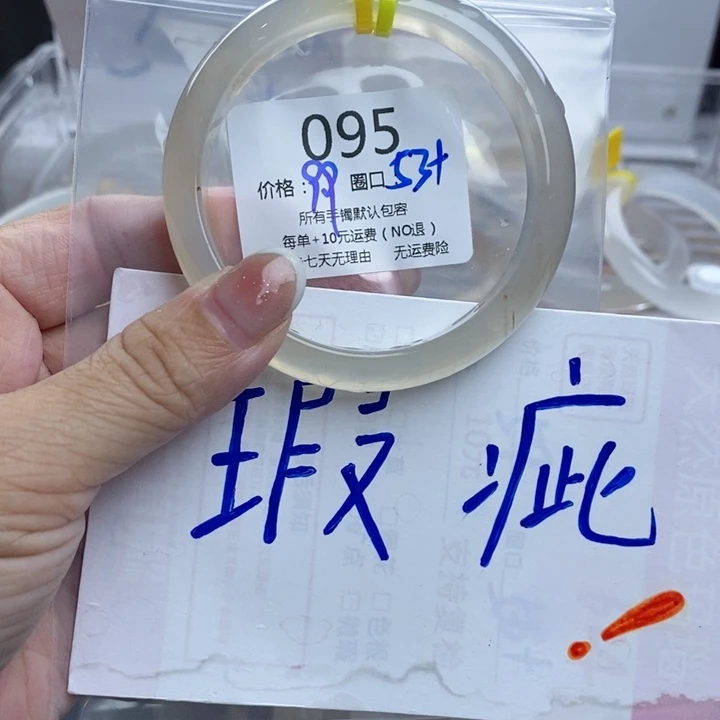 095
价格：99 圈口53+
所有手镯默认包容
每单+10元运费（NO退）
七天无理由 无运费险
瑕疵！